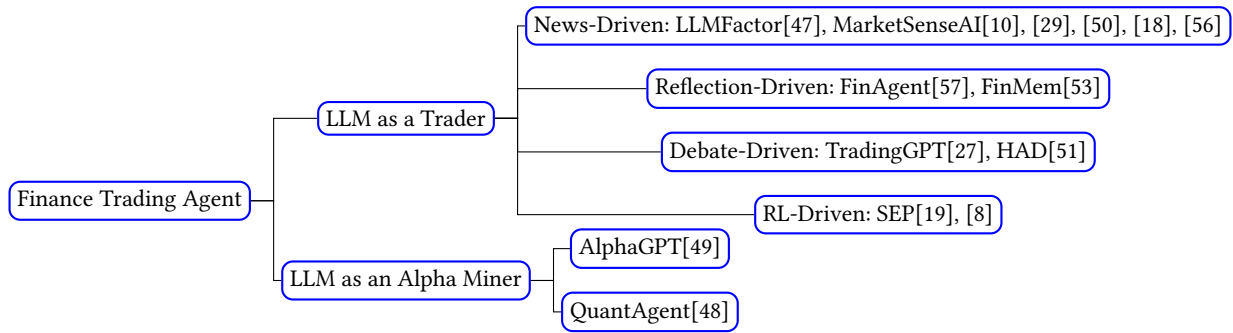 News-Driven: LLMFactor[47], MarketSenseAI[10], [29], [50], [18], [56]
Reflection-Driven: FinAgent[57], FinMem[53]
LLM as a Trader
Debate-Driven: TradingGPT[27], HAD[51]
Finance Trading Agent
RL-Driven: SEP[19], [8]
AlphaGPT[49]
LLM as an Alpha Miner
QuantAgent[48]